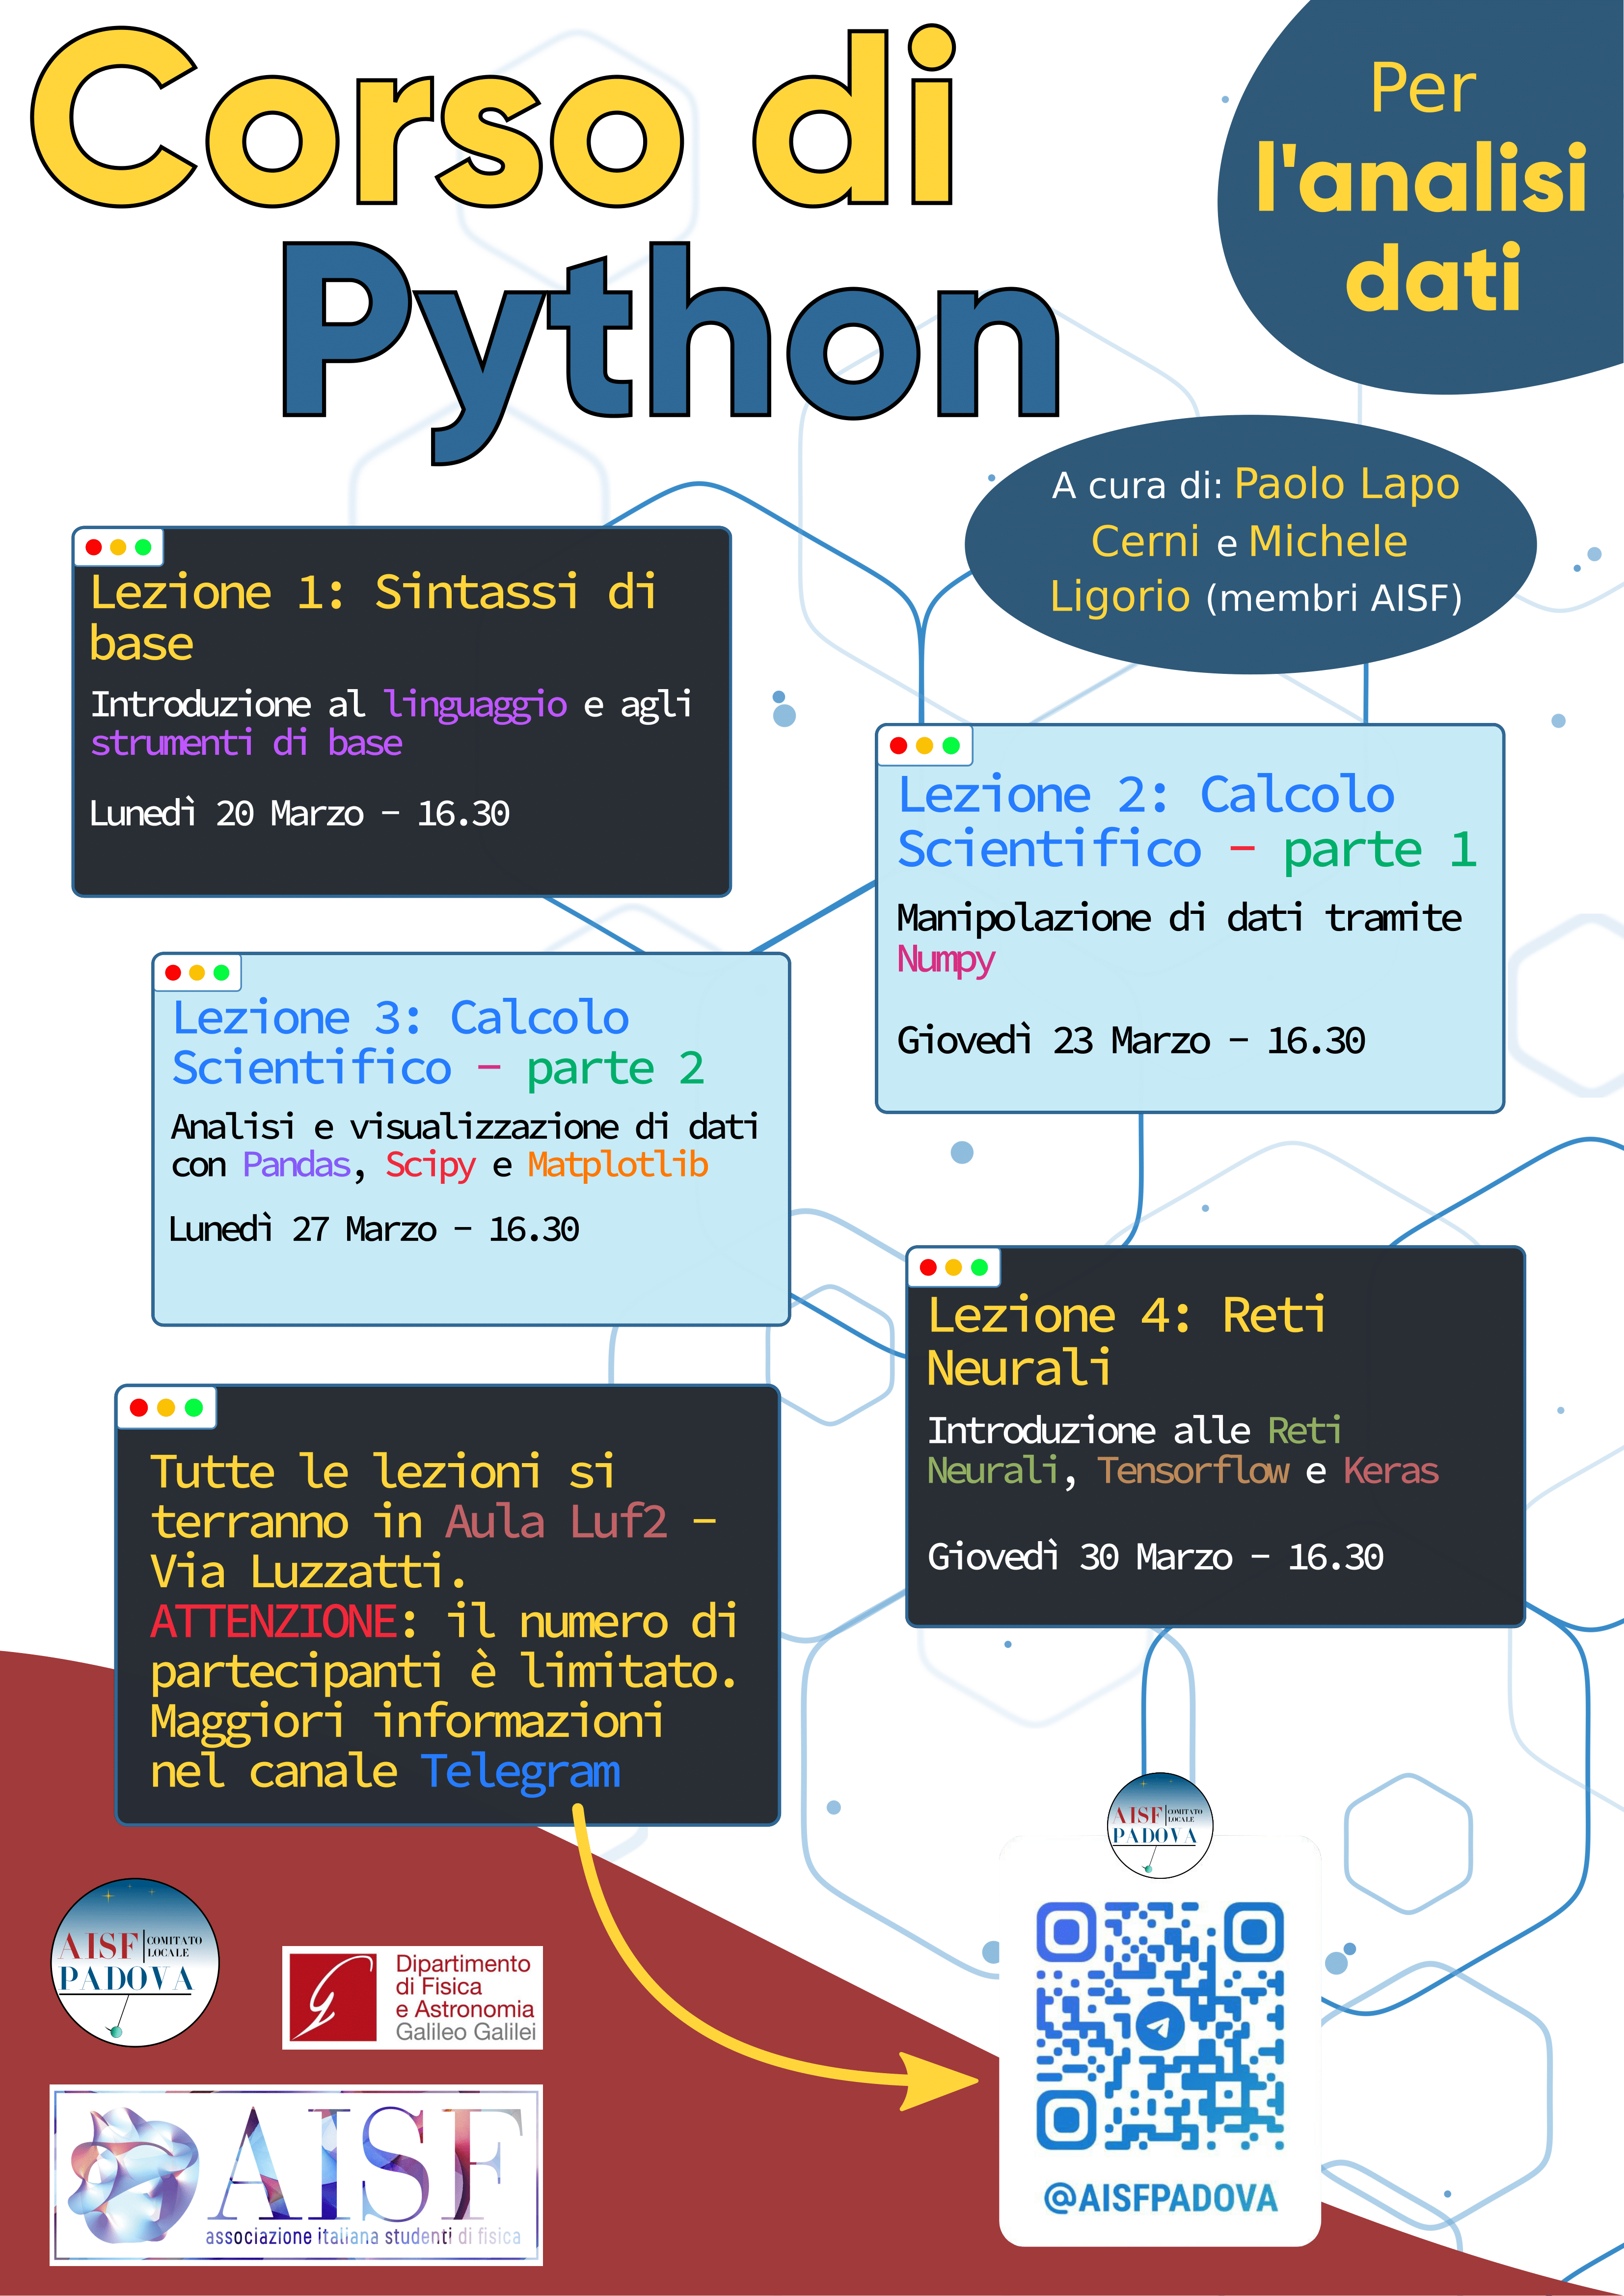 Corso di
Python
Per
l'analisi
dati
A cura di: Paolo Lapo
Cerni e Michele
Ligorio (membri AISF)
Lezione 1: Sintassi di
base
Introduzione al linguaggio e agli
strumenti di base
Lunedì 20 Marzo - 16.30
Lezione 2: Calcolo
Scientifico - parte 1
Manipolazione di dati tramite
Numpy
Giovedì 23 Marzo - 16.30
Lezione 3: Calcolo
Scientifico - parte 2
Analisi e visualizzazione di dati
con Pandas, Scipy e Matplotlib
Lunedì 27 Marzo - 16.30
Lezione 4: Reti
Neurali
Introduzione alle Reti
Neurali, Tensorflow e Keras
Giovedì 30 Marzo - 16.30
Tutte le lezioni si
terranno in Aula Luf2 -
Via Luzzatti.
ATTENZIONE: il numero di
partecipanti è limitato.
Maggiori informazioni
nel canale Telegram
AISF COMITATO
LOCALE
PADOVA
@AISFPADOVA
AISF COMITATO
LOCALE
PADOVA
Dipartimento
di Fisica
e Astronomia
Galileo Galilei
AISF
associazione italiana studenti di fisica